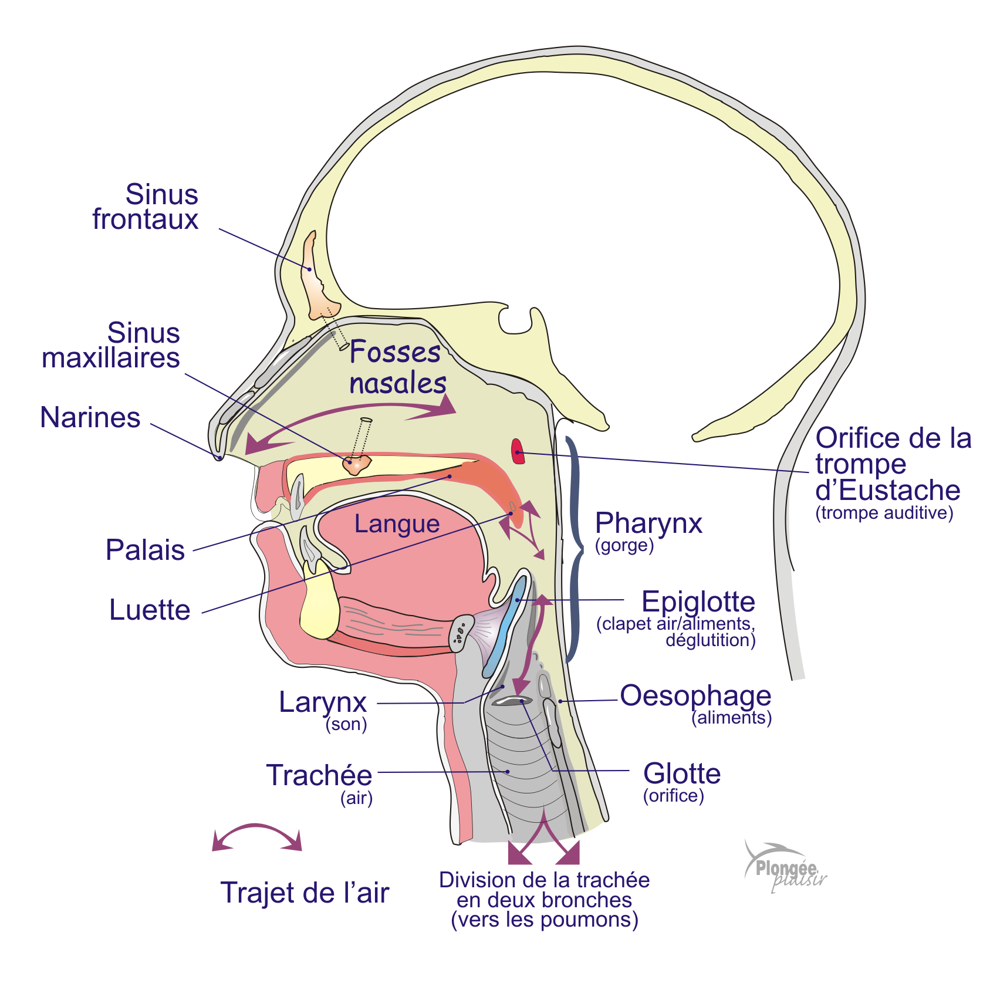 Sinus
frontaux
Sinus
maxillaires
Fosses
nasales
Narines
Orifice de la
trompe
d’Eustache
(trompe auditive)
Langue
Pharynx
(gorge)
Palais
Luette
Epiglotte
(clapet air/aliments,
déglutition)
Larynx
(son)
Oesophage
(aliments)
Trachée
(air)
Glotte
(orifice)
Trajet de l’air
Division de la trachée
en deux bronches
(vers les poumons)
Plongée
plaisir